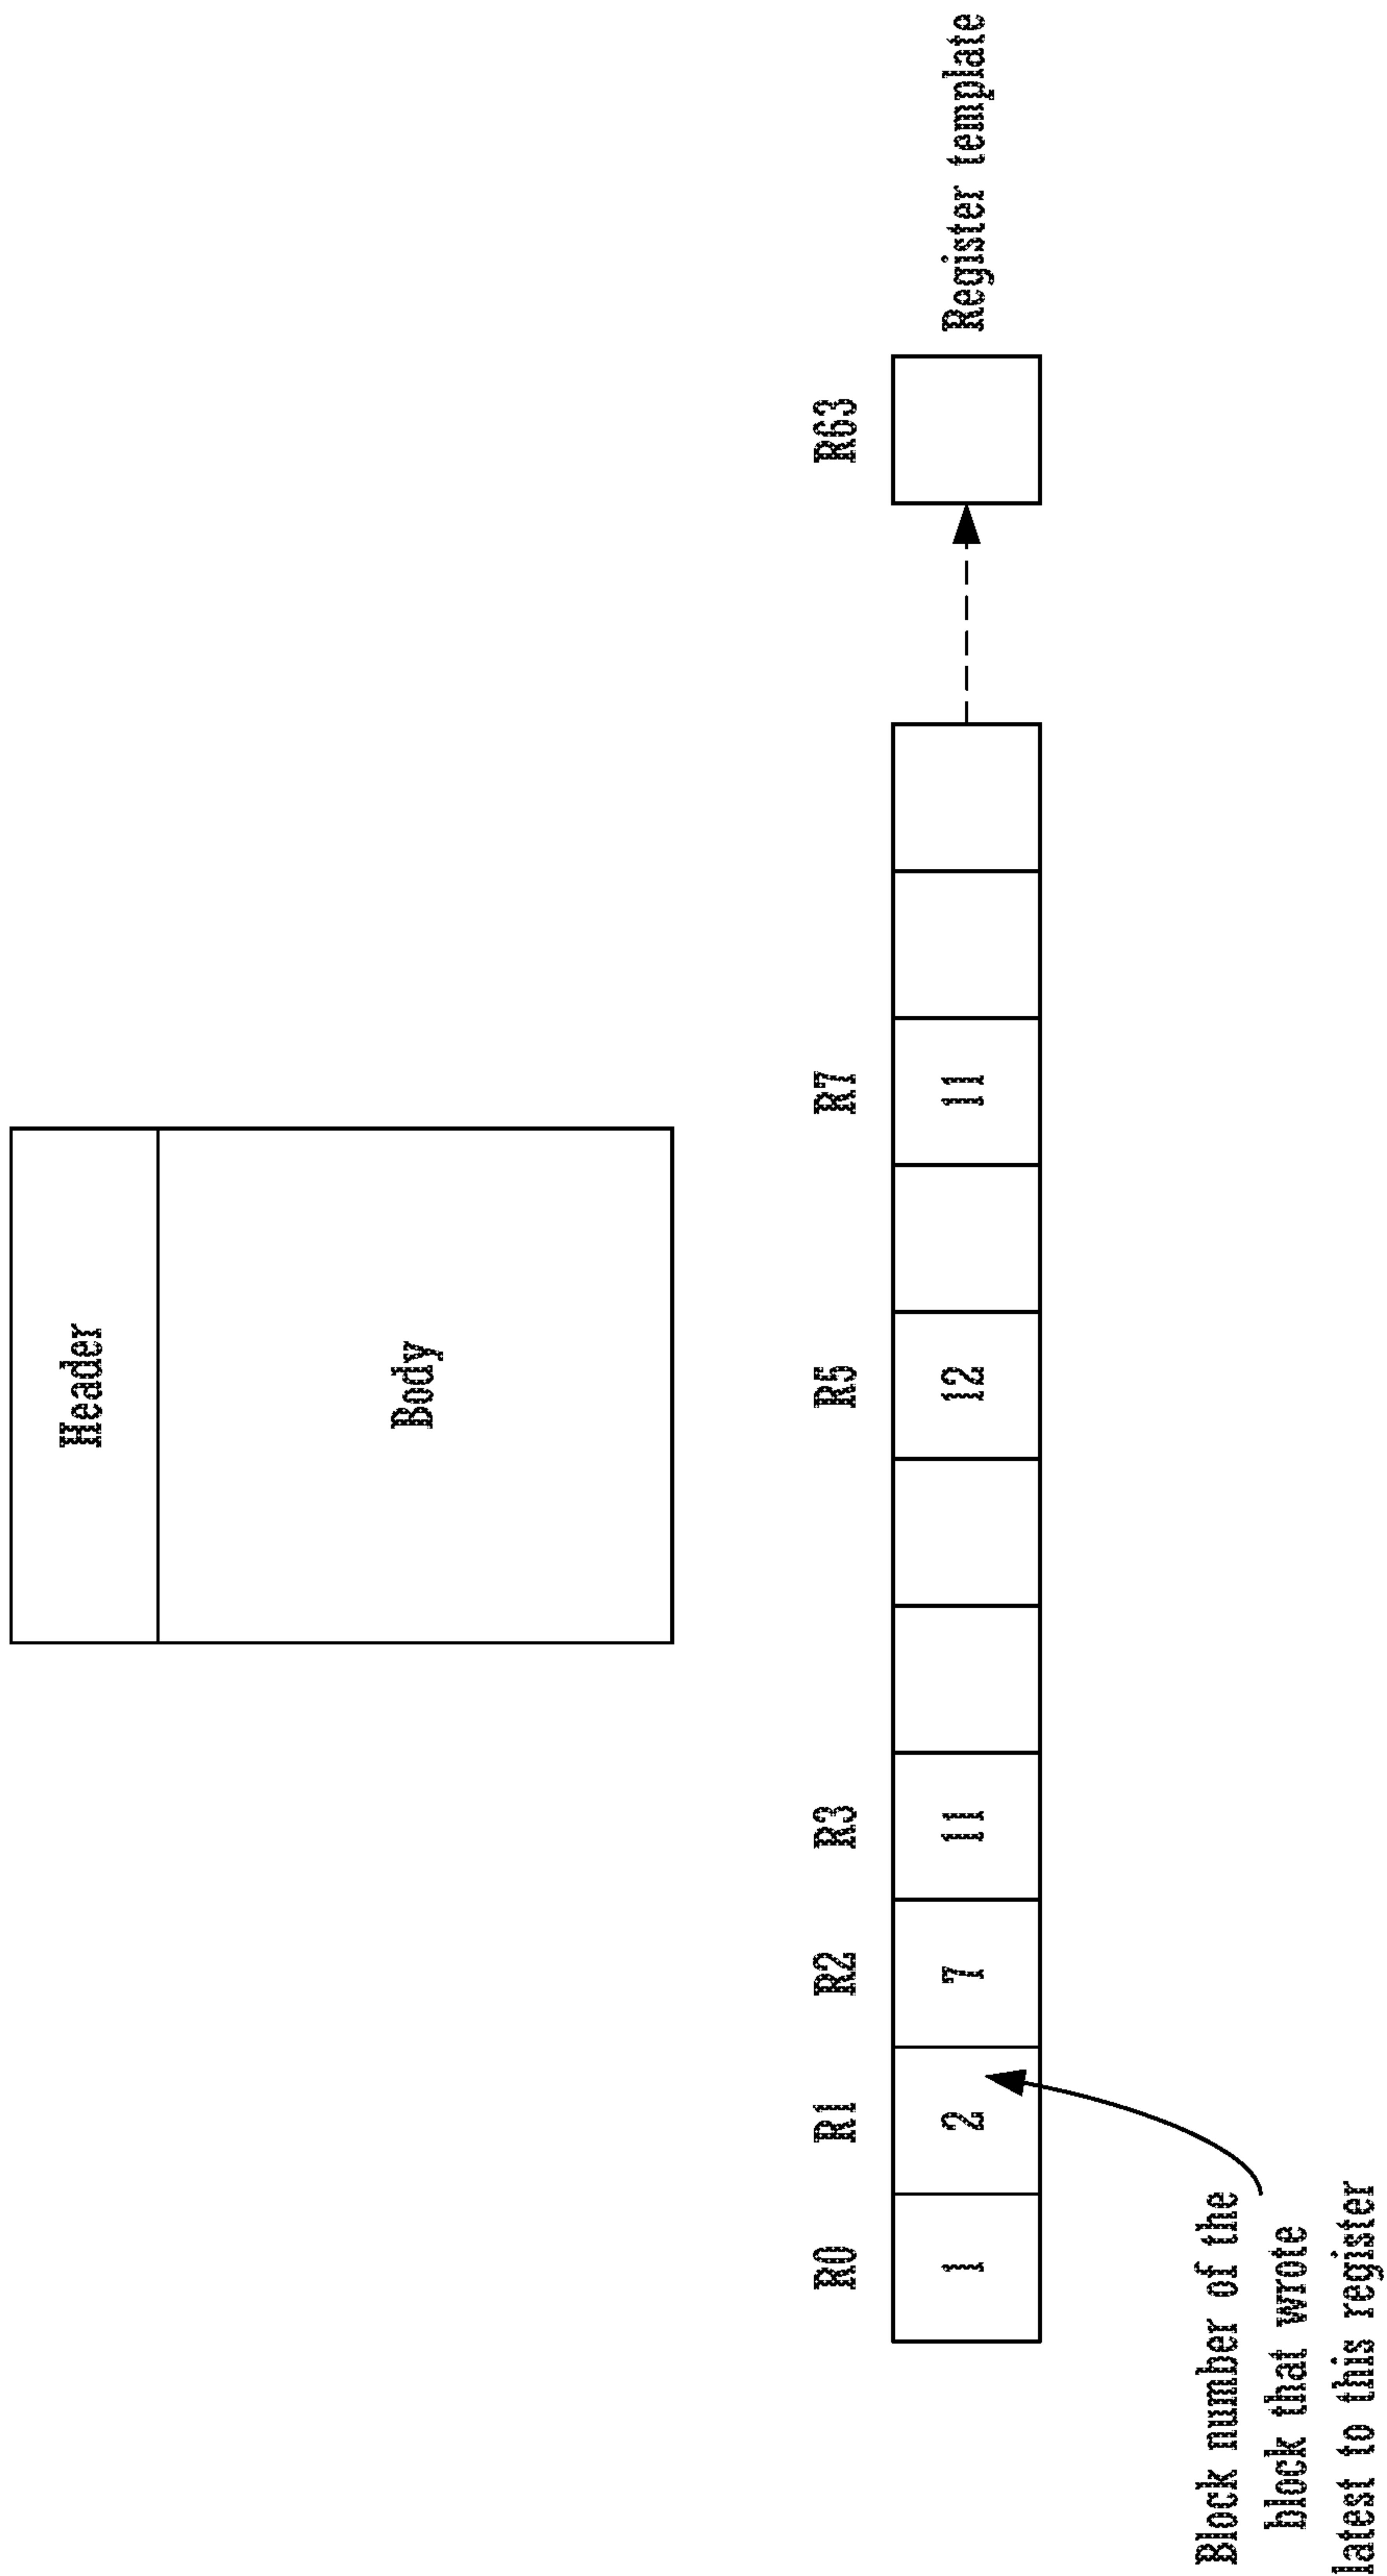 Header
Body
R0 R1 R2 R3 R5 R7 R63
1 2 7 11 12 11 Register template
Block number of the
block that wrote
latest to this register